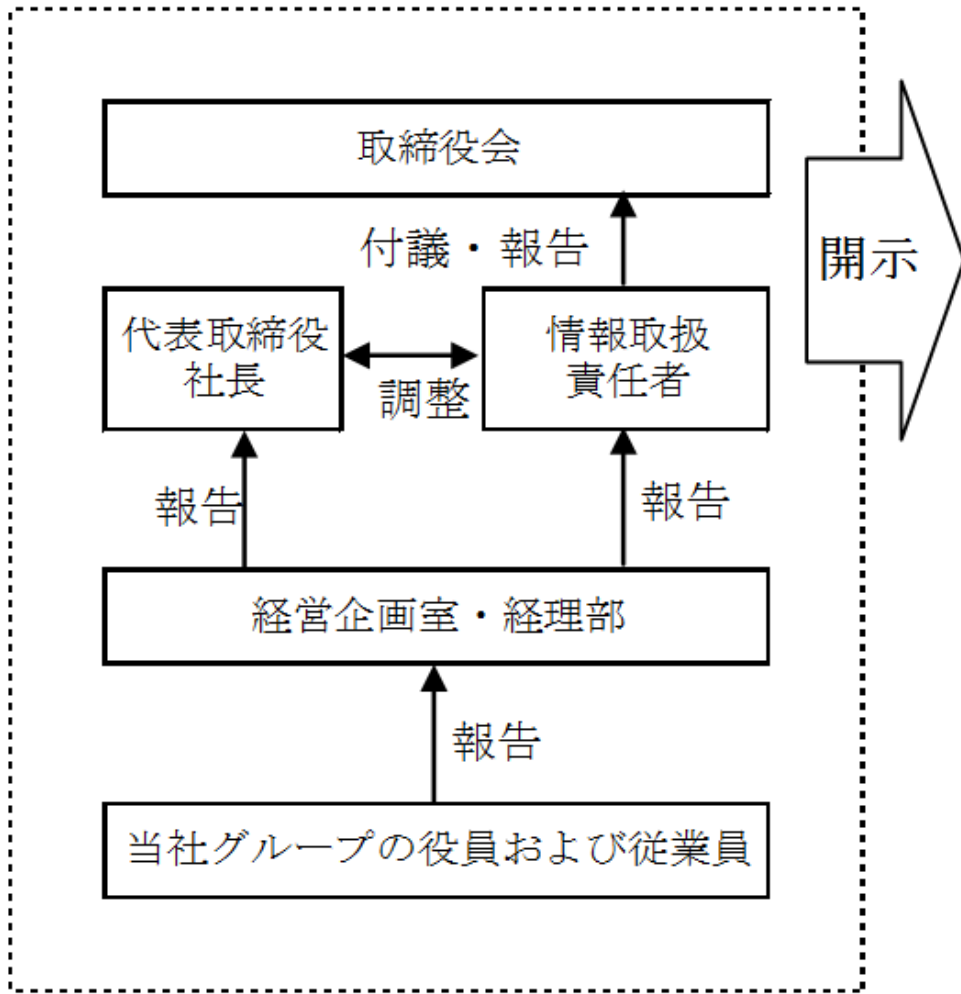 取締役会
付議・報告
開示
代表取締役
社長
調整
情報取扱
責任者
報告
報告
経営企画室・経理部
報告
当社グループの役員および従業員